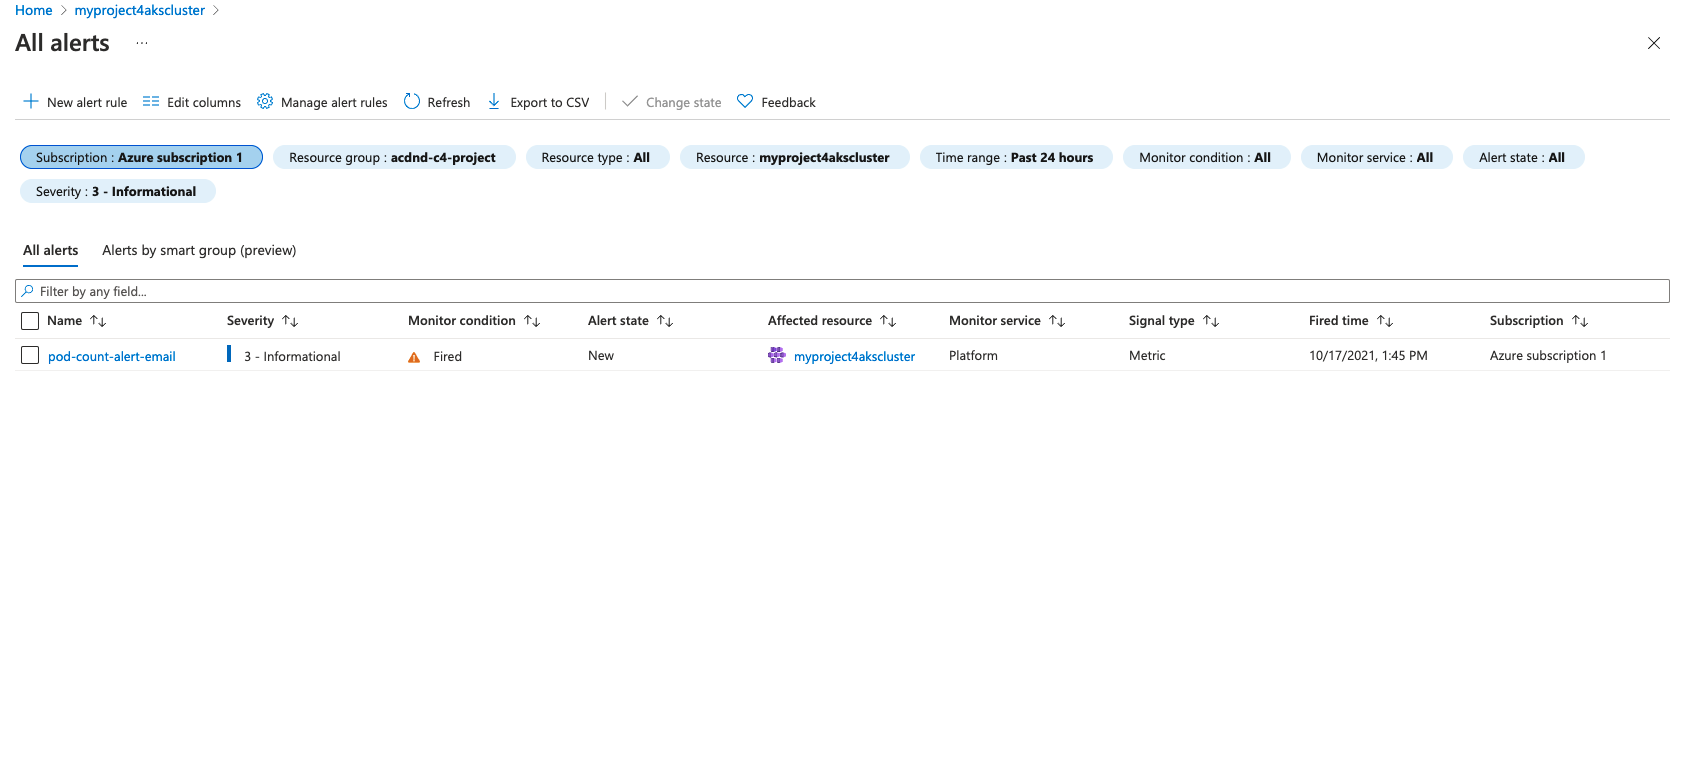 Home > myproject4akscluster >
All alerts ...
New alert rule Edit columns Manage alert rules Refresh Export to CSV Change state Feedback
Subscription : Azure subscription 1 Resource group : acdnd-c4-project Resource type : All Resource : myproject4akscluster Time range : Past 24 hours Monitor condition : All Monitor service : All Alert state : All
Severity : 3 - Informational
All alerts Alerts by smart group (preview)
Filter by any field...
Name Severity Monitor condition Alert state Affected resource Monitor service Signal type Fired time Subscription
pod-count-alert-email 3 - Informational Fired New myproject4akscluster Platform Metric 10/17/2021, 1:45 PM Azure subscription 1